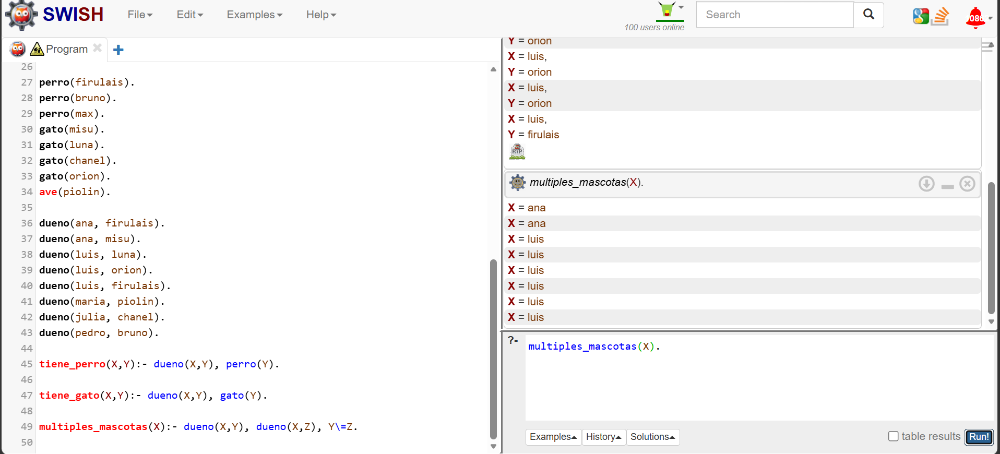 SWISH File Edit Examples Help 100 users online Search
Program
26
27 perro(firulais).
28 perro(bruno).
29 perro(max).
30 gato(misu).
31 gato(luna).
32 gato(chanel).
33 gato(orion).
34 ave(piolin).
35
36 dueno(ana, firulais).
37 dueno(ana, misu).
38 dueno(luis, luna).
39 dueno(luis, orion).
40 dueno(luis, firulais).
41 dueno(maria, piolin).
42 dueno(julia, chanel).
43 dueno(pedro, bruno).
44
45 tiene_perro(X,Y):- dueno(X,Y), perro(Y).
46
47 tiene_gato(X,Y):- dueno(X,Y), gato(Y).
48
49 multiples_mascotas(X):- dueno(X,Y), dueno(X,Z), Y\=Z.
50
Y = orion
X = luis,
Y = orion
X = luis,
Y = orion
X = luis,
Y = firulais
RIP
multiples_mascotas(X).
X = ana
X = ana
X = luis
X = luis
X = luis
X = luis
X = luis
X = luis
?- multiples_mascotas(X).
Examples History Solutions table results Run!